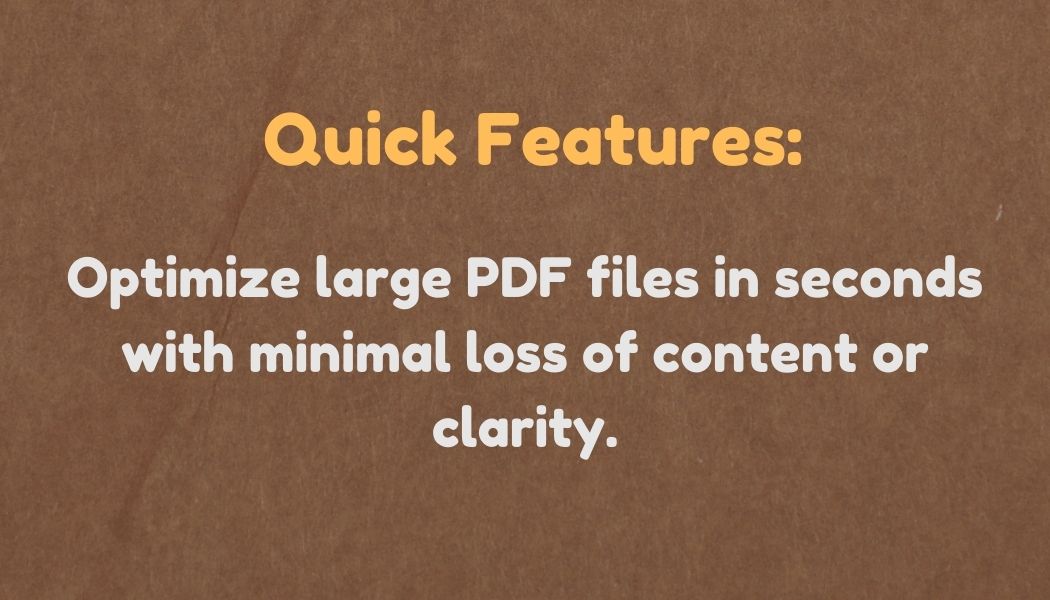 Quick Features:
Optimize large PDF files in seconds
with minimal loss of content or
clarity.